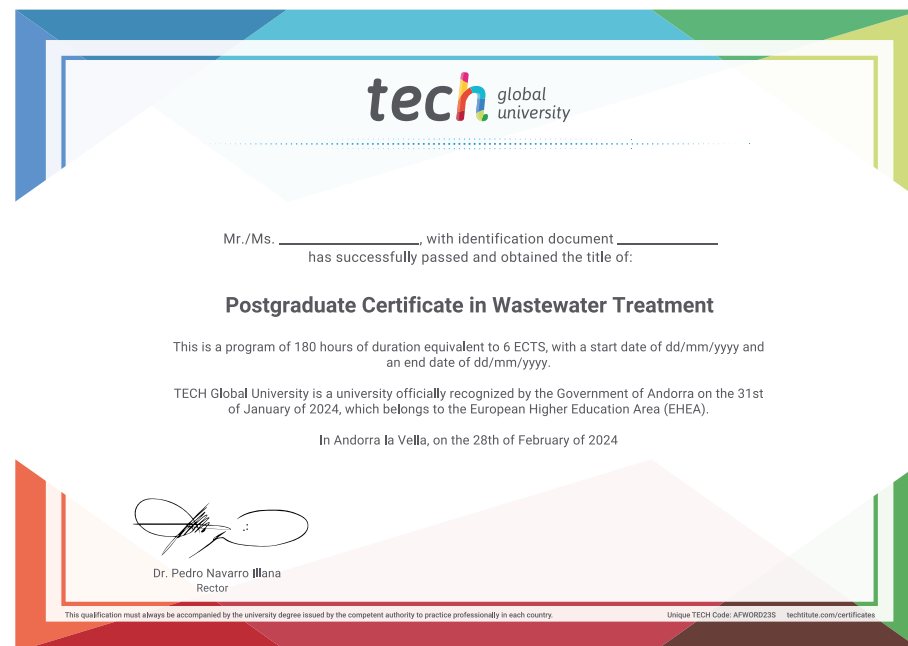 tech global university
Mr./Ms. ____________________, with identification document ______________
has successfully passed and obtained the title of:
Postgraduate Certificate in Wastewater Treatment
This is a program of 180 hours of duration equivalent to 6 ECTS, with a start date of dd/mm/yyyy and
an end date of dd/mm/yyyy.
TECH Global University is a university officially recognized by the Government of Andorra on the 31st
of January of 2024, which belongs to the European Higher Education Area (EHEA).
In Andorra la Vella, on the 28th of February of 2024
Dr. Pedro Navarro Illana
Rector
This qualification must always be accompanied by the university degree issued by the competent authority to practice professionally in each country.
Unique TECH Code: AFWORD23S techtitute.com/certificates